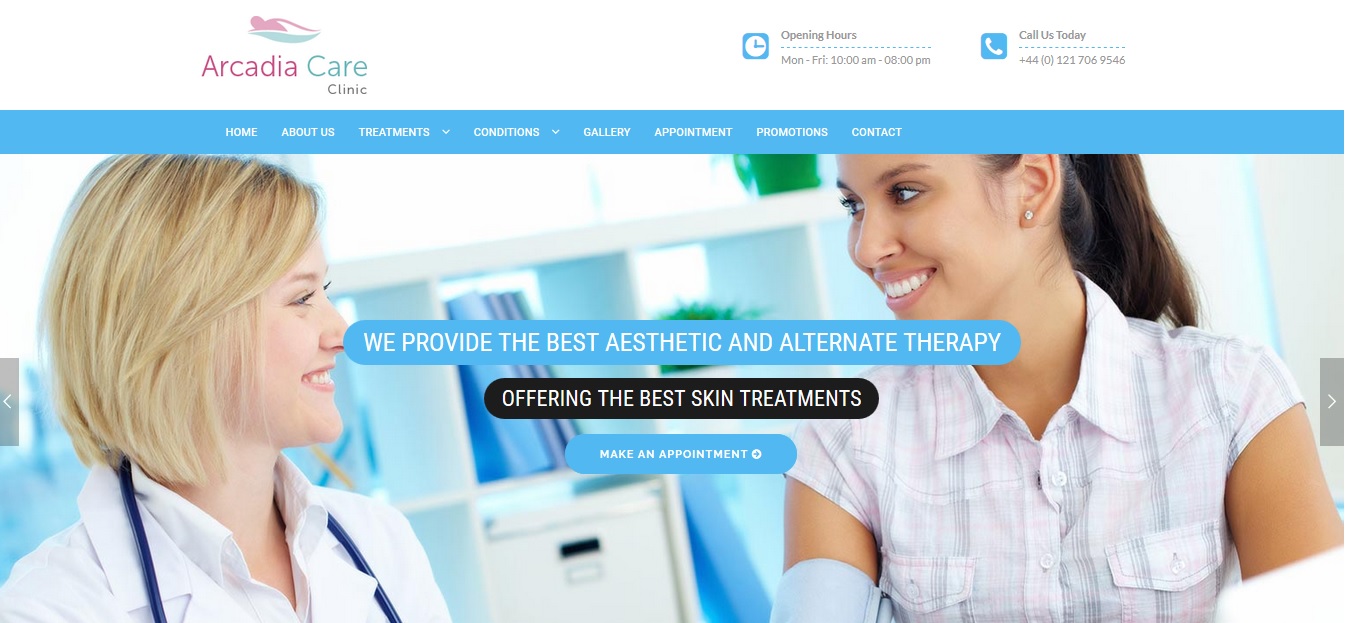 Arcadia Care
Clinic
Opening Hours
Mon - Fri: 10:00 am - 08:00 pm
Call Us Today
+44 (0) 121 706 9546
HOME ABOUT US TREATMENTS CONDITIONS GALLERY APPOINTMENT PROMOTIONS CONTACT
WE PROVIDE THE BEST AESTHETIC AND ALTERNATE THERAPY
OFFERING THE BEST SKIN TREATMENTS
MAKE AN APPOINTMENT